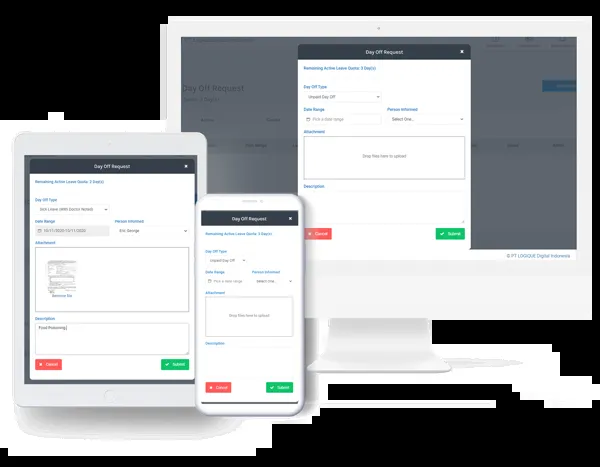 Day Off Request
Remaining Active Leave Quota: 3 Day(s)
Day Off Type
Unpaid Day Off
Date Range
Person Informed
Pick a date range
Select One...
Attachment
Drag files here to upload
Description
Cancel
Submit
Day Off Request
© PT LOGIQUE Digital Indonesia
Day Off Request
Remaining Active Leave Quota: 3 Day(s)
Day Off Type
Date Range
Person Informed
10/11/2020-10/11/2020
Eric George
Attachment
Remove file
Description
Food Poisoning
Cancel
Submit
Day Off Request
Remaining Active Leave Quota: 3 Day(s)
Day Off Type
Unpaid Day Off
Date Range
Person Informed
Pick a date range
Select One...
Attachment
Drag files here to upload
Description
Cancel
Submit